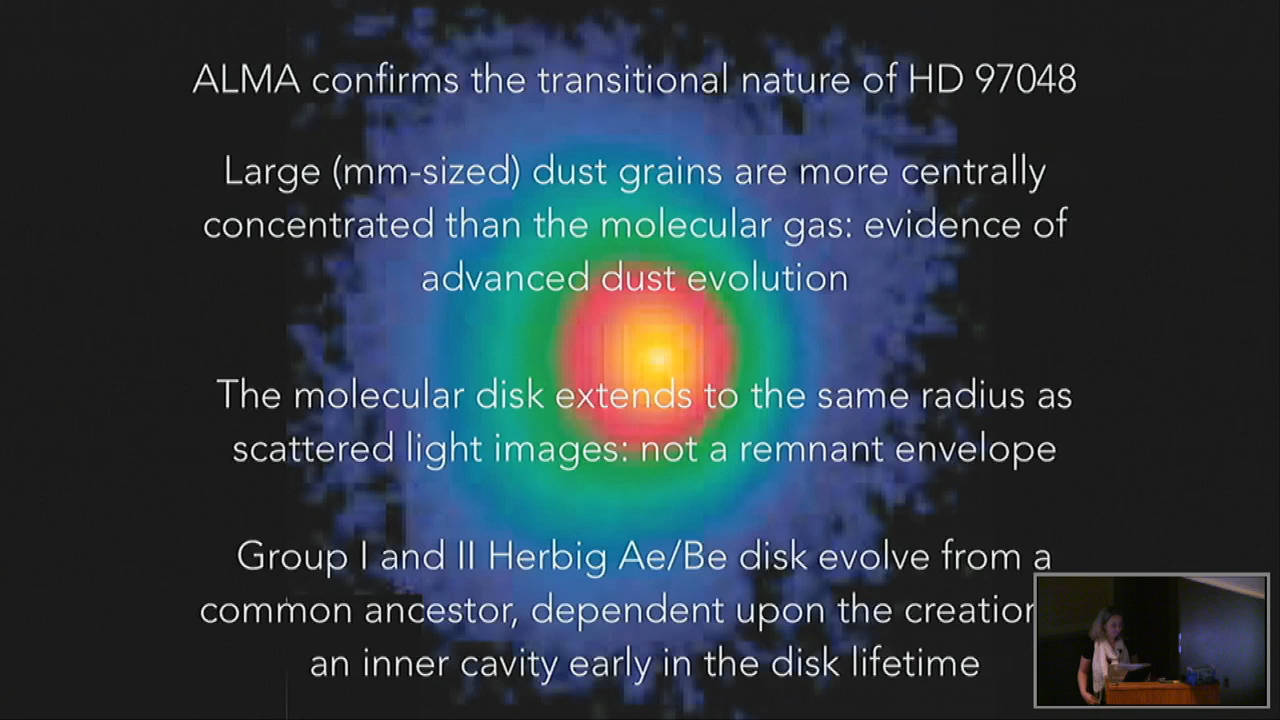 ALMA confirms the transitional nature of HD 97048
Large (mm-sized) dust grains are more centrally
concentrated than the molecular gas: evidence of
advanced dust evolution
The molecular disk extends to the same radius as
scattered light images: not a remnant envelope
Group I and II Herbig Ae/Be disk evolve from a
common ancestor, dependent upon the creation
an inner cavity early in the disk lifetime